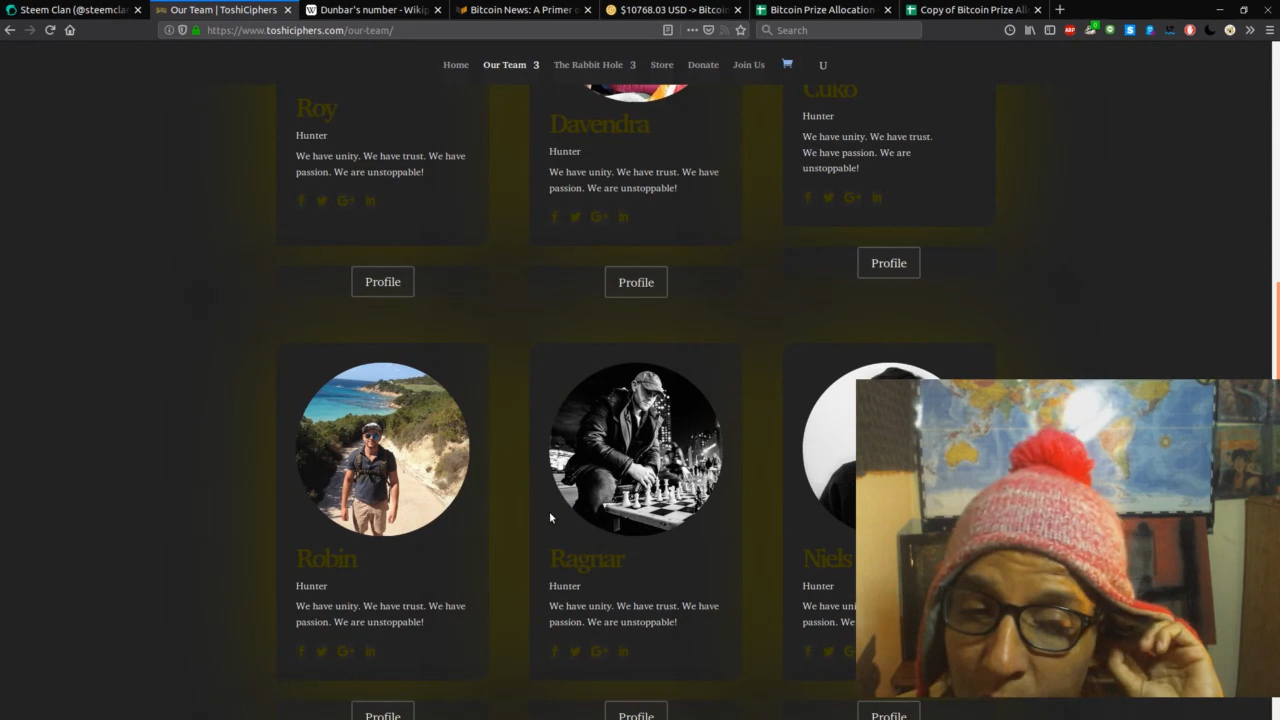 Steem Clan (@steemcla
Our Team | ToshiCiphers
Dunbar's number - Wikip
Bitcoin News: A Primer o
$10768.03 USD -> Bitcoi
Bitcoin Prize Allocation
Copy of Bitcoin Prize All
https://www.toshiciphers.com/our-team/
Search
Home
Our Team 3
The Rabbit Hole 3
Store
Donate
Join Us
U
Roy
Hunter
We have unity. We have trust. We have
passion. We are unstoppable!
Profile
Davendra
Hunter
We have unity. We have trust. We have
passion. We are unstoppable!
Profile
Cuko
Hunter
We have unity. We have trust.
We have passion. We are
unstoppable!
Profile
Robin
Hunter
We have unity. We have trust. We have
passion. We are unstoppable!
Profile
Ragnar
Hunter
We have unity. We have trust. We have
passion. We are unstoppable!
Profile
Niels
Hunter
We have uni
passion. We